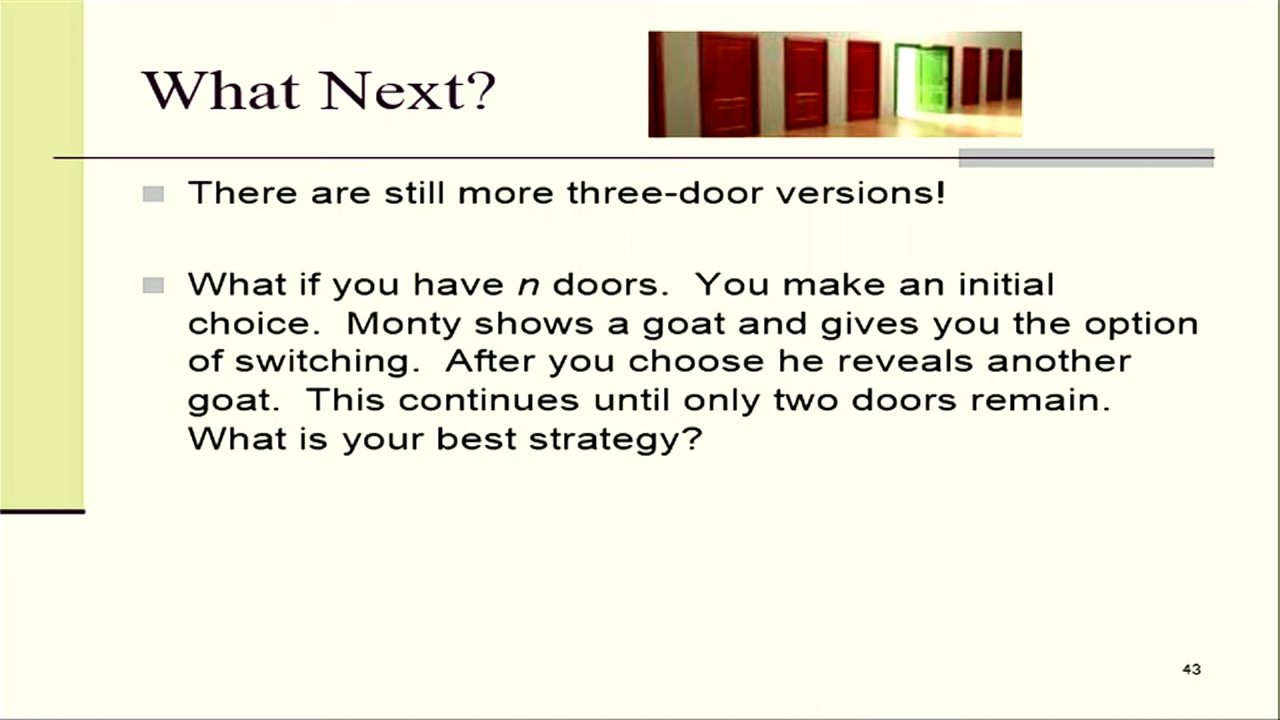 What Next?
There are still more three-door versions!
What if you have n doors. You make an initial
choice. Monty shows a goat and gives you the option
of switching. After you choose he reveals another
goat. This continues until only two doors remain.
What is your best strategy?
43